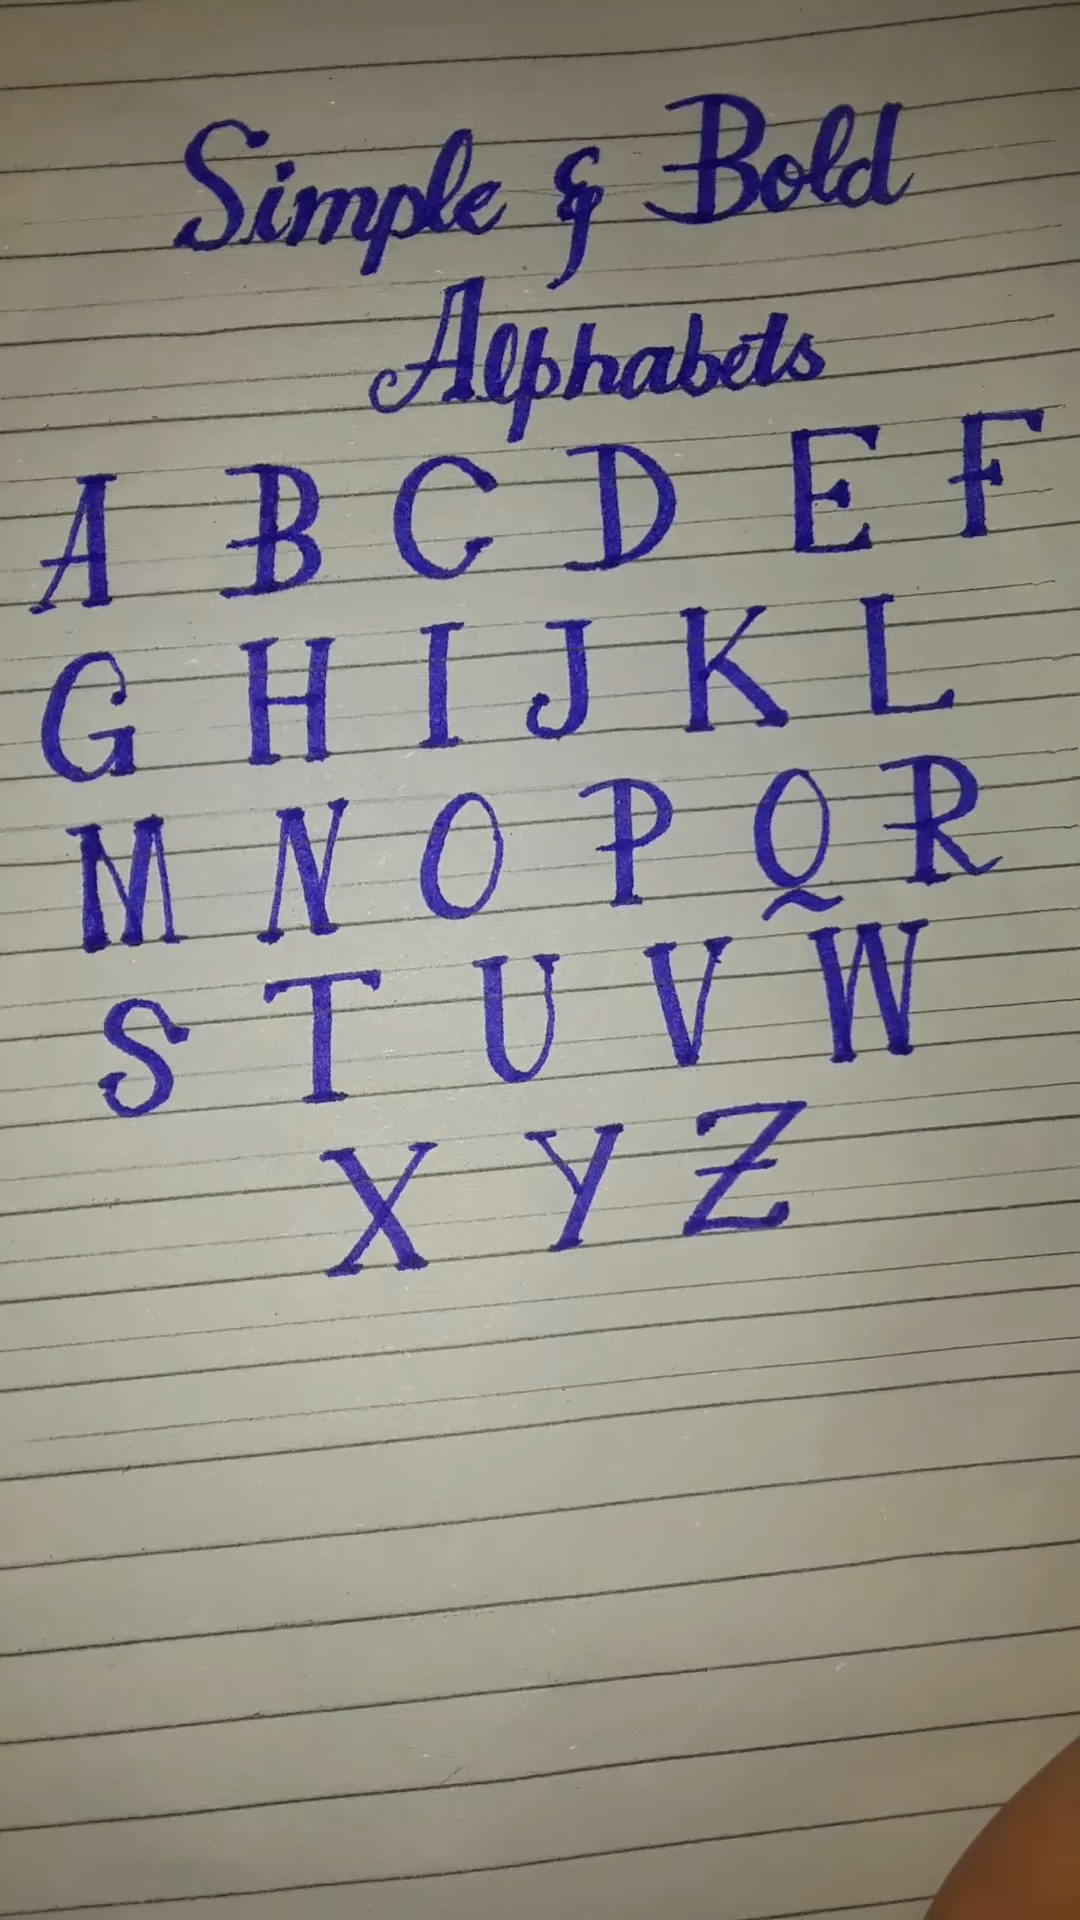 Simple & Bold
Alphabets
A B C D E F
G H I J K L
M N O P Q R
S T U V W
X Y Z